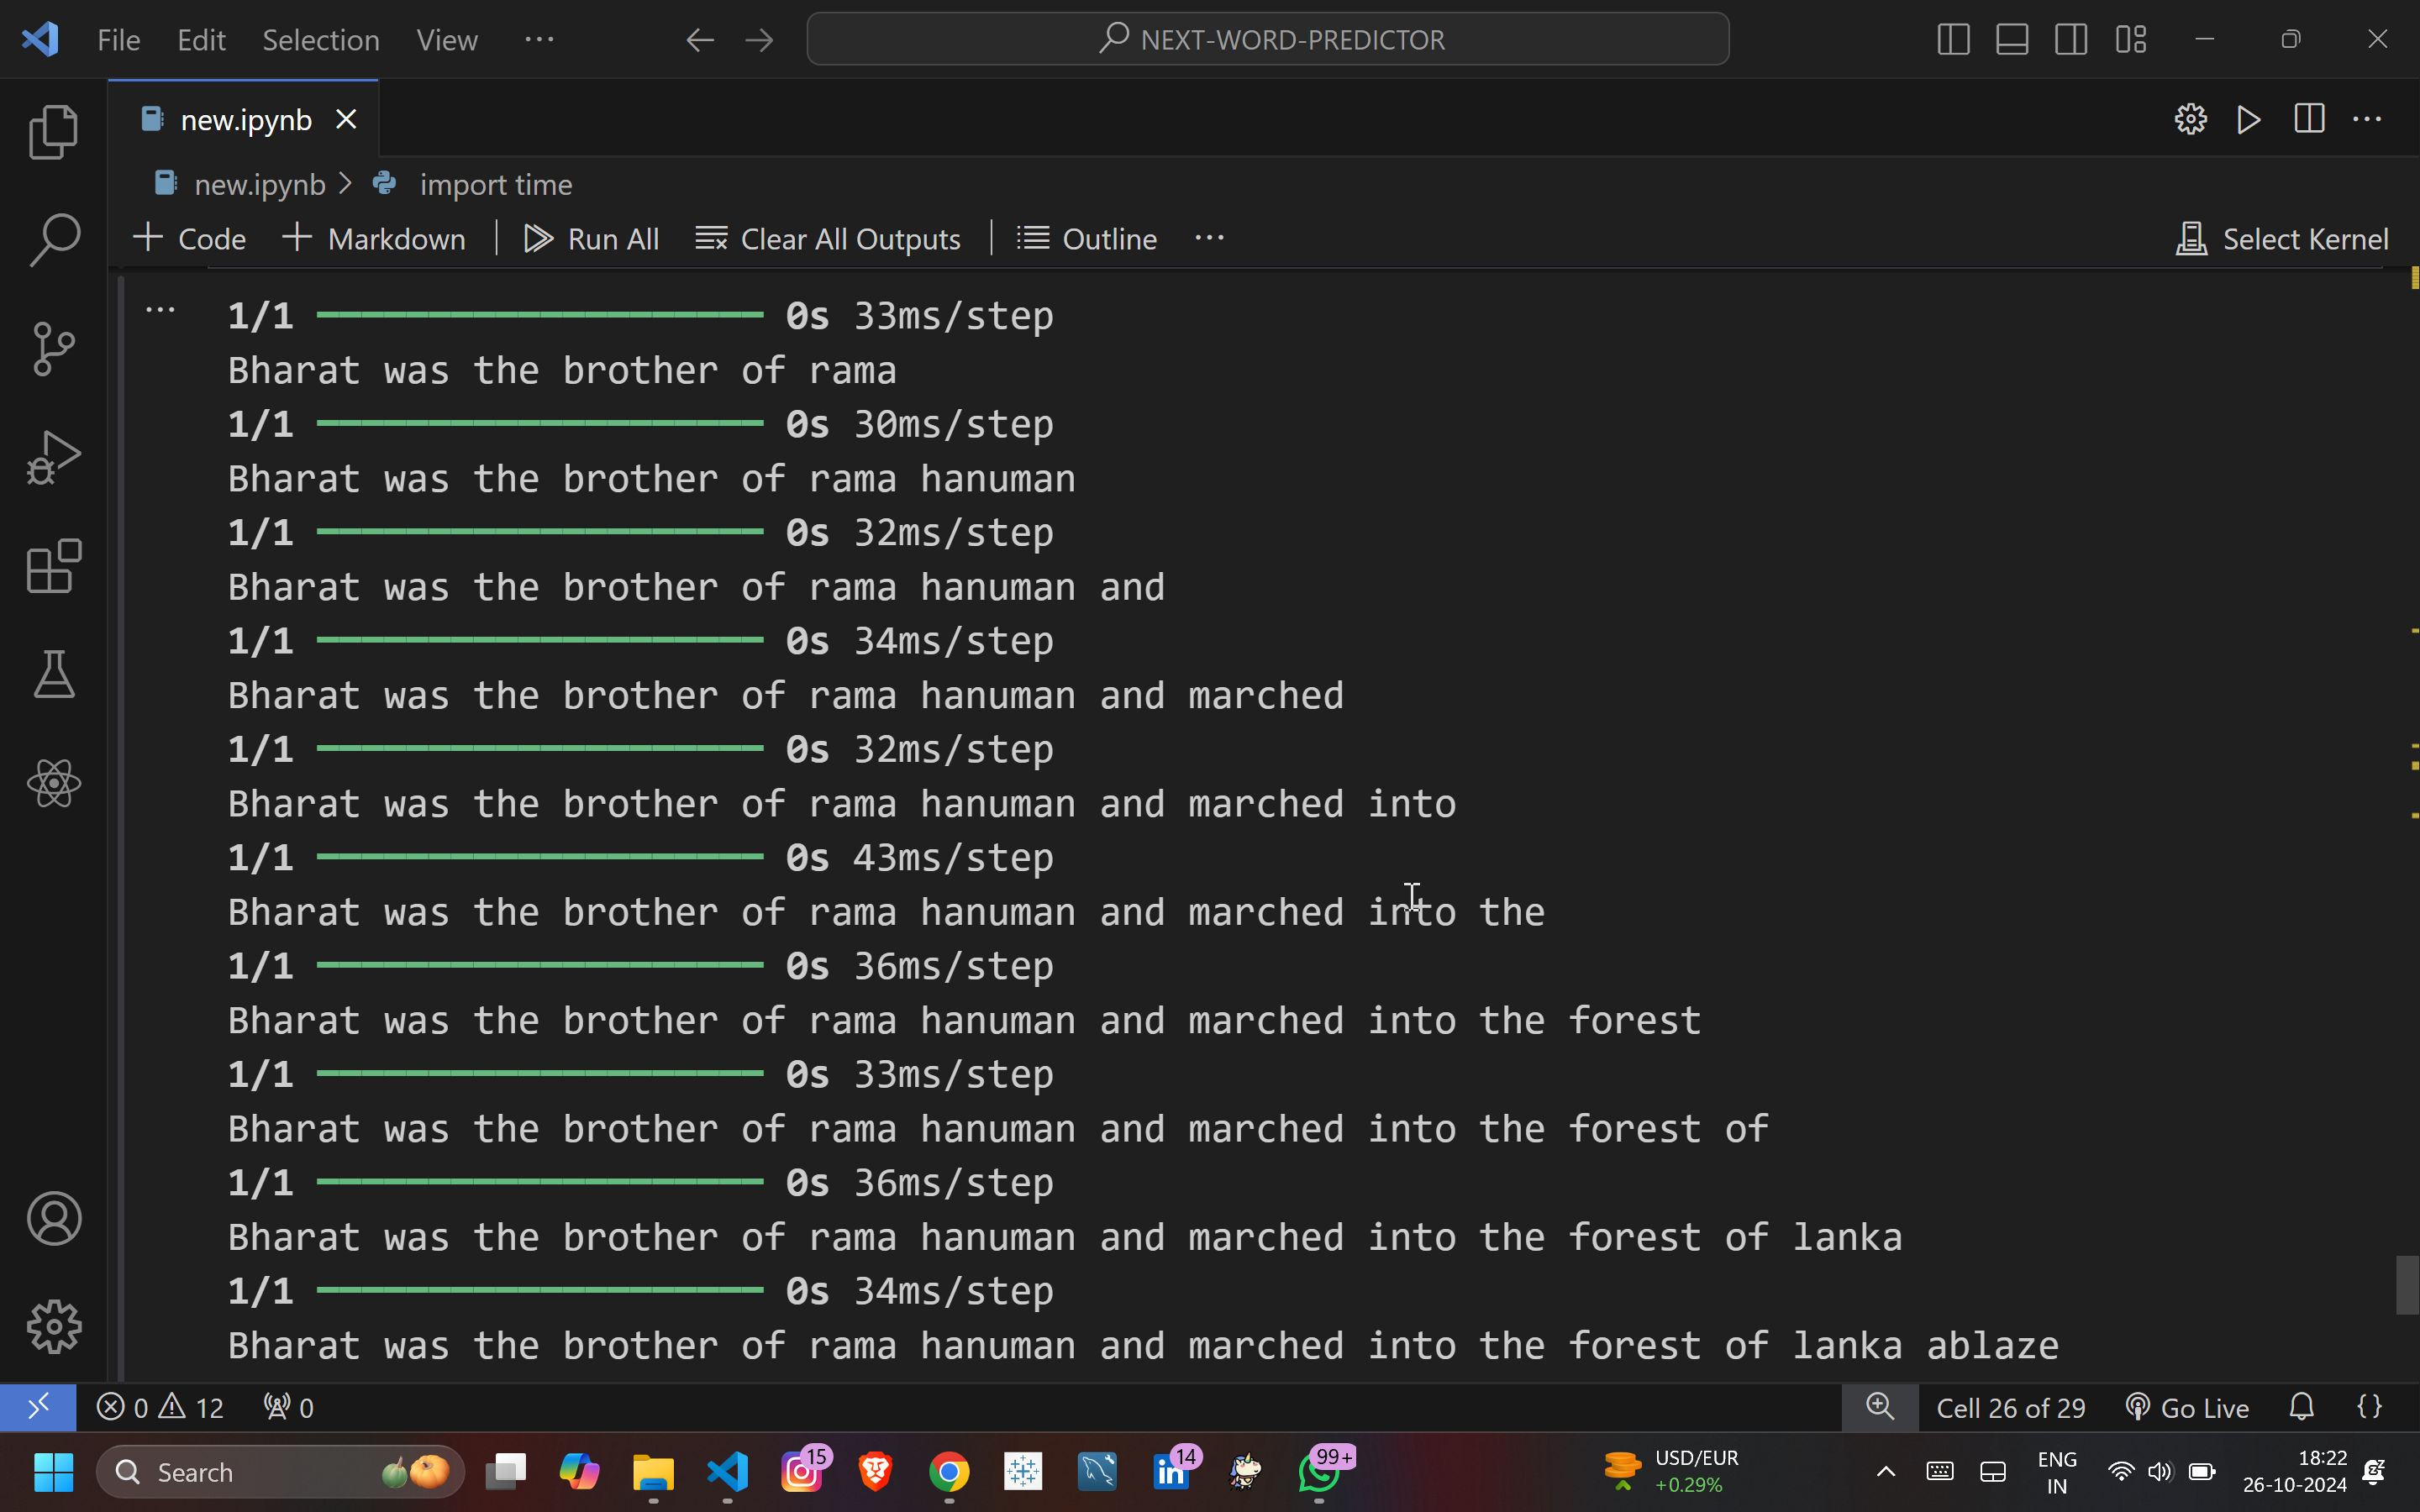 File Edit Selection View ... NEXT-WORD-PREDICTOR
new.ipynb
new.ipynb > import time
+ Code + Markdown Run All Clear All Outputs Outline ... Select Kernel
... 1/1 0s 33ms/step
Bharat was the brother of rama
1/1 0s 30ms/step
Bharat was the brother of rama hanuman
1/1 0s 32ms/step
Bharat was the brother of rama hanuman and
1/1 0s 34ms/step
Bharat was the brother of rama hanuman and marched
1/1 0s 32ms/step
Bharat was the brother of rama hanuman and marched into
1/1 0s 43ms/step
Bharat was the brother of rama hanuman and marched into the
1/1 0s 36ms/step
Bharat was the brother of rama hanuman and marched into the forest
1/1 0s 33ms/step
Bharat was the brother of rama hanuman and marched into the forest of
1/1 0s 36ms/step
Bharat was the brother of rama hanuman and marched into the forest of lanka
1/1 0s 34ms/step
Bharat was the brother of rama hanuman and marched into the forest of lanka ablaze
0 12 0 Cell 26 of 29 Go Live {}
Search 15 in 14 99+ USD/EUR ENG 18:22
+0.29% IN 26-10-2024